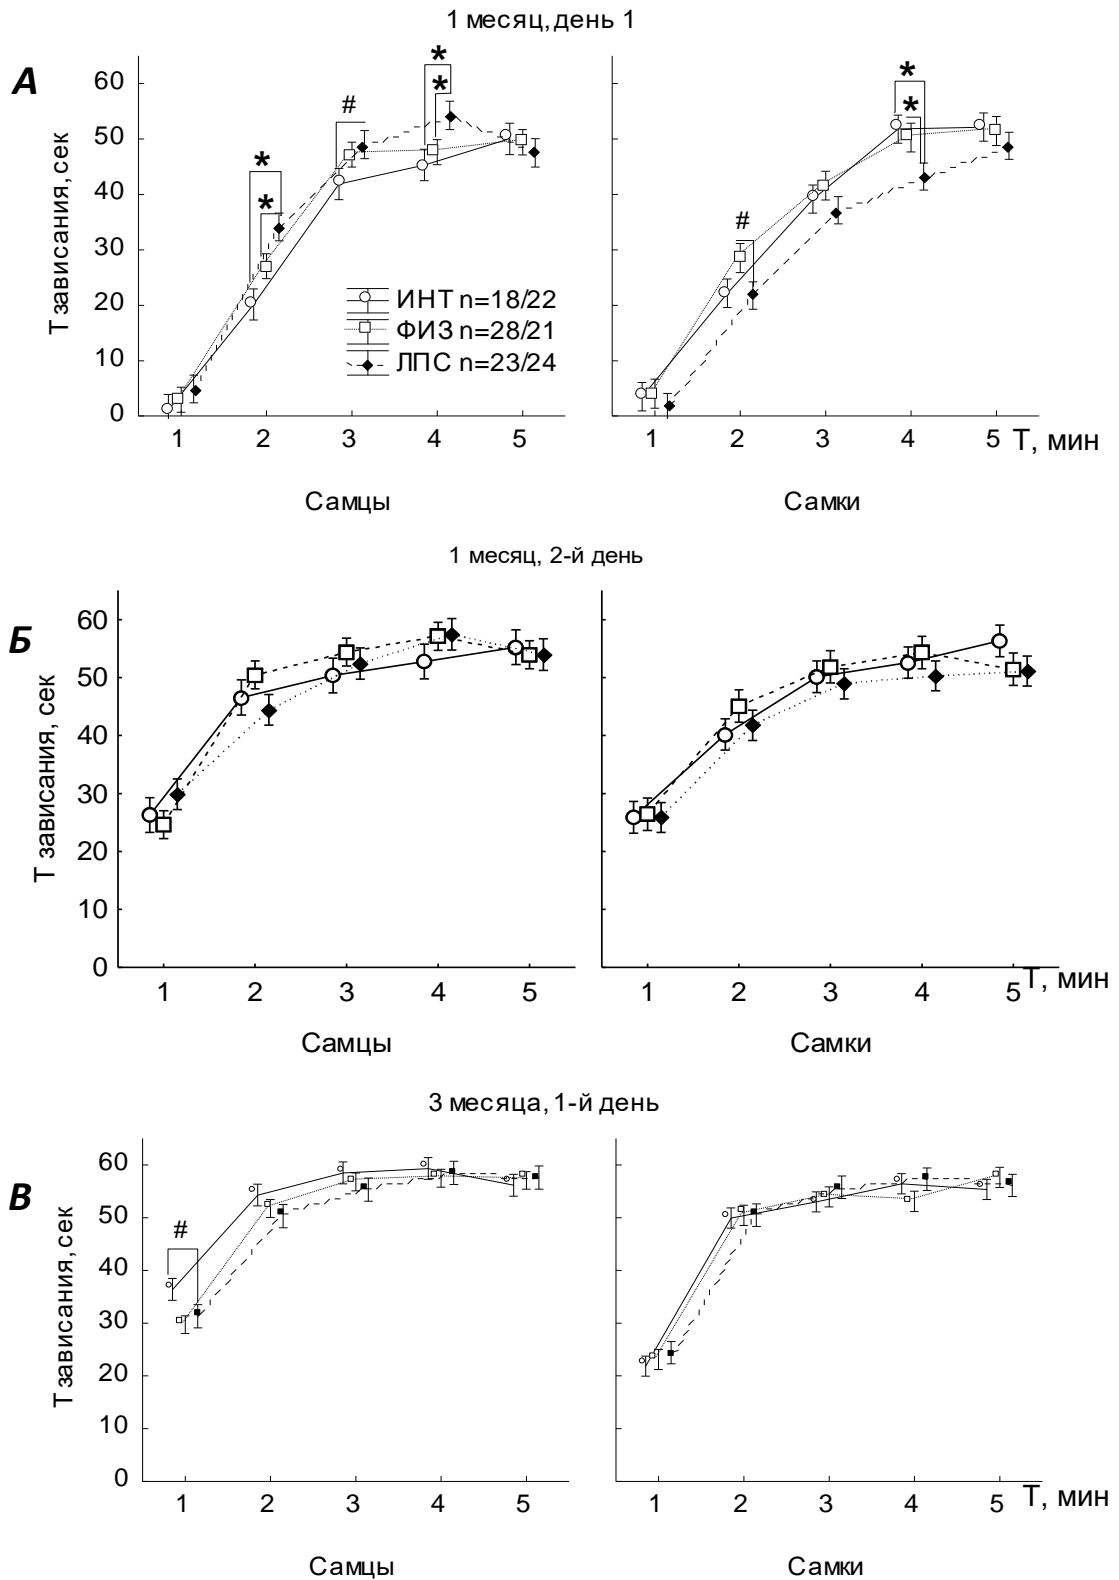 1 месяц, день 1
А
Тзависания, сек
60
50
40
30
20
10
0
*
*
#
*
*
ИНТ n=18/22
ФИЗ n=28/21
ЛПС n=23/24
1 2 3 4 5
Самцы
#
*
*
1 2 3 4 5 Т, мин
Самки
1 месяц, 2-й день
Б
Т зависания, сек
60
50
40
30
20
10
0
1 2 3 4 5
Самцы
1 2 3 4 5 Т, мин
Самки
3 месяца, 1-й день
В
Тзависания, сек
60
50
40
30
20
10
0
#
1 2 3 4 5
Самцы
1 2 3 4 5 Т, мин
Самки